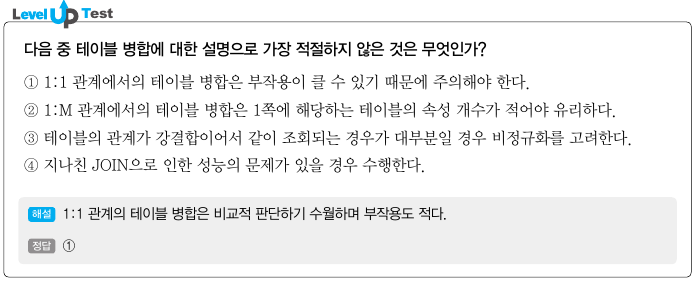 Level Up Test
다음 중 테이블 병합에 대한 설명으로 가장 적절하지 않은 것은 무엇인가?
① 1:1 관계에서의 테이블 병합은 부작용이 클 수 있기 때문에 주의해야 한다.
② 1:M 관계에서의 테이블 병합은 1쪽에 해당하는 테이블의 속성 개수가 적어야 유리하다.
③ 테이블의 관계가 강결합이어서 같이 조회되는 경우가 대부분일 경우 비정규화를 고려한다.
④ 지나친 JOIN으로 인한 성능의 문제가 있을 경우 수행한다.
해설 1:1 관계의 테이블 병합은 비교적 판단하기 수월하며 부작용도 적다.
정답 ①